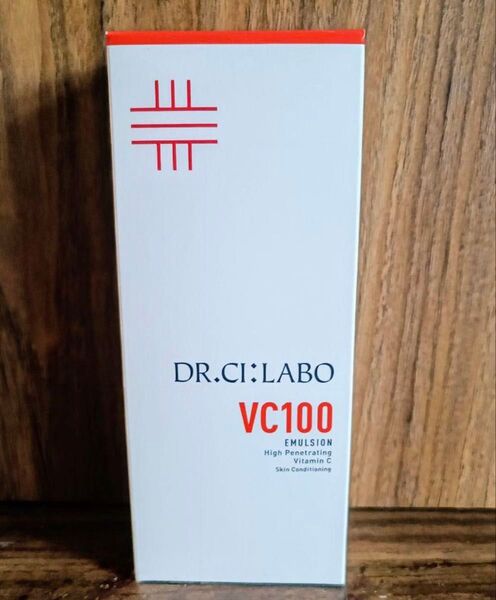 DR.CI:LABO
VC100
EMULSION
High Penetrating
Vitamin C
Skin Conditioning